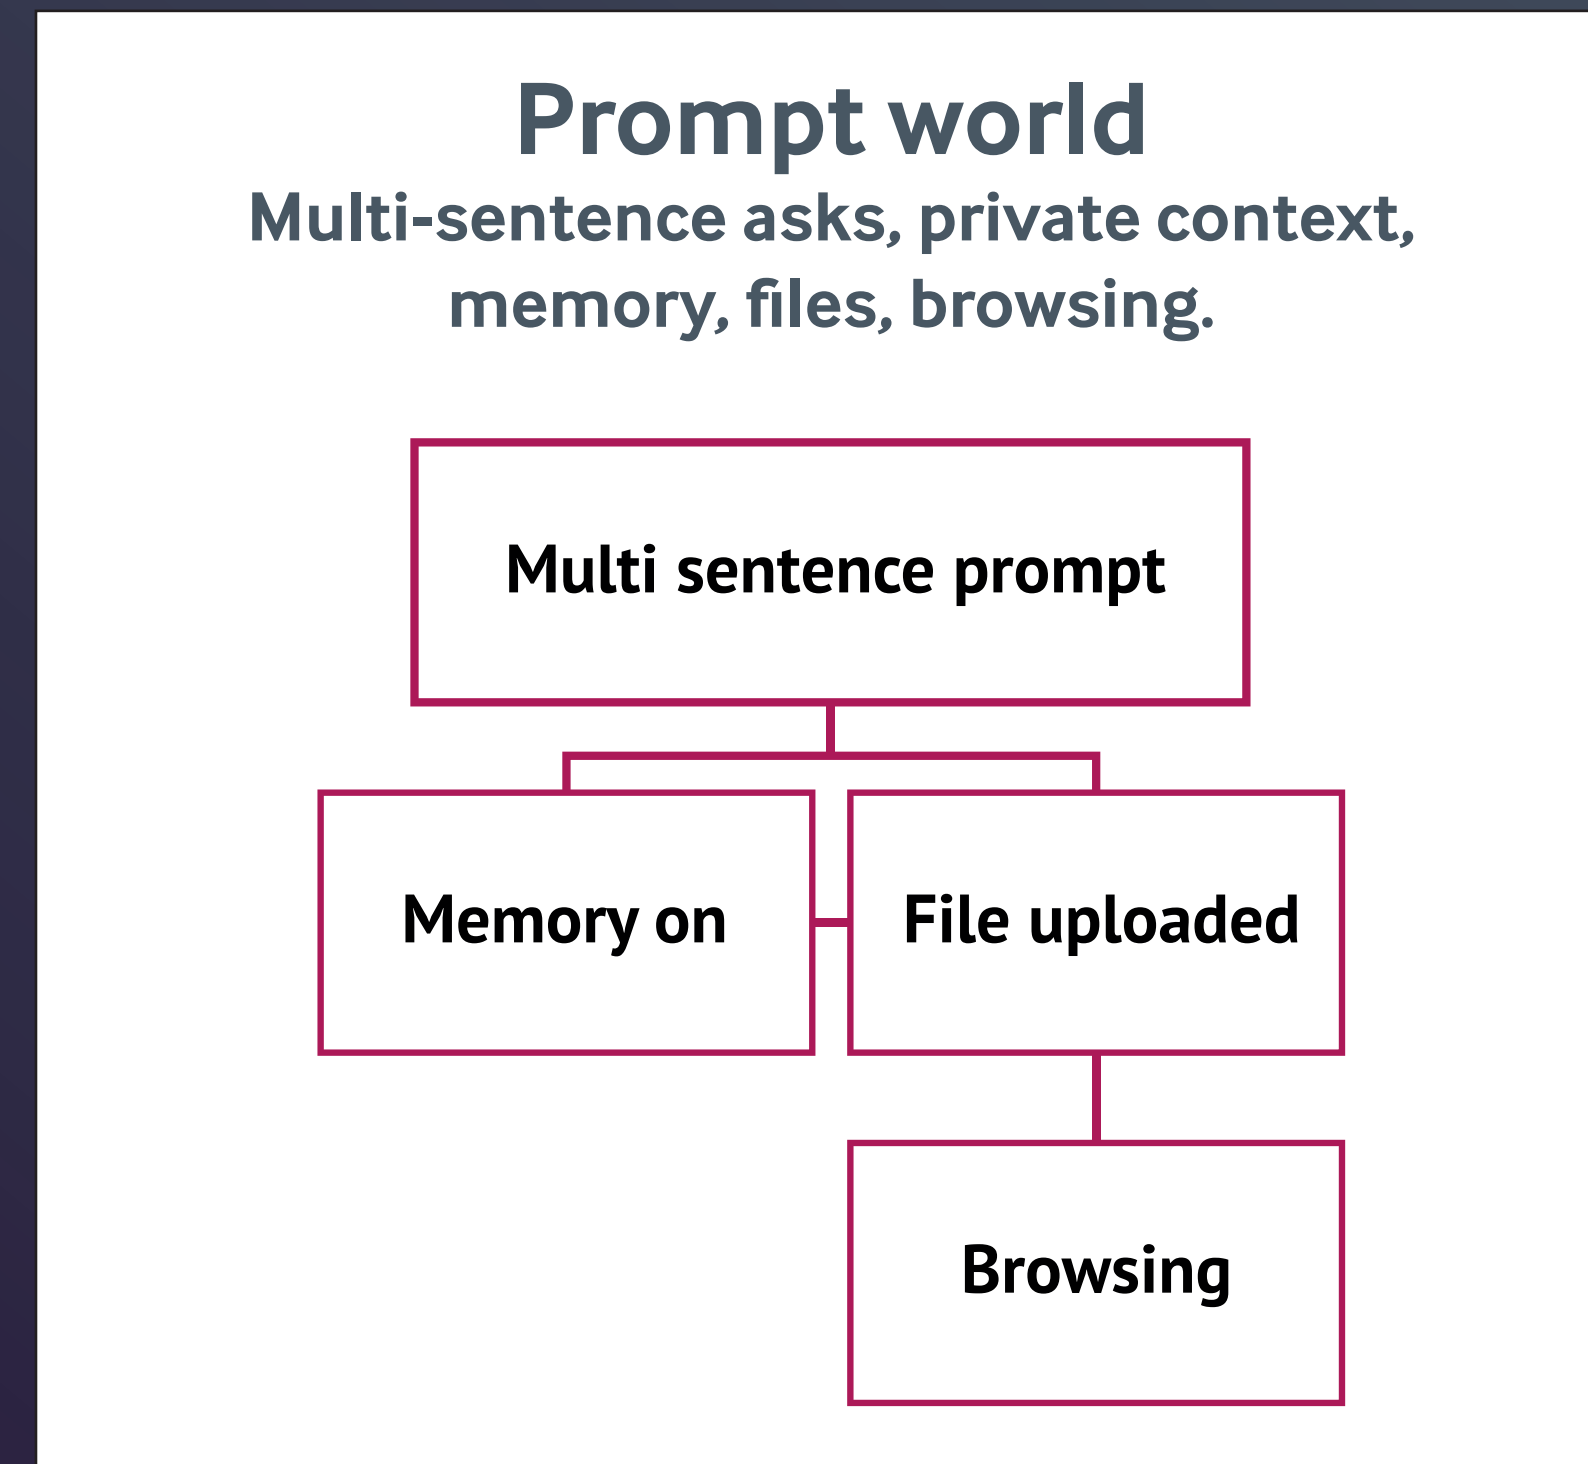 Prompt world
Multi-sentence asks, private context,
memory, files, browsing.
Multi sentence prompt
Memory on
File uploaded
Browsing